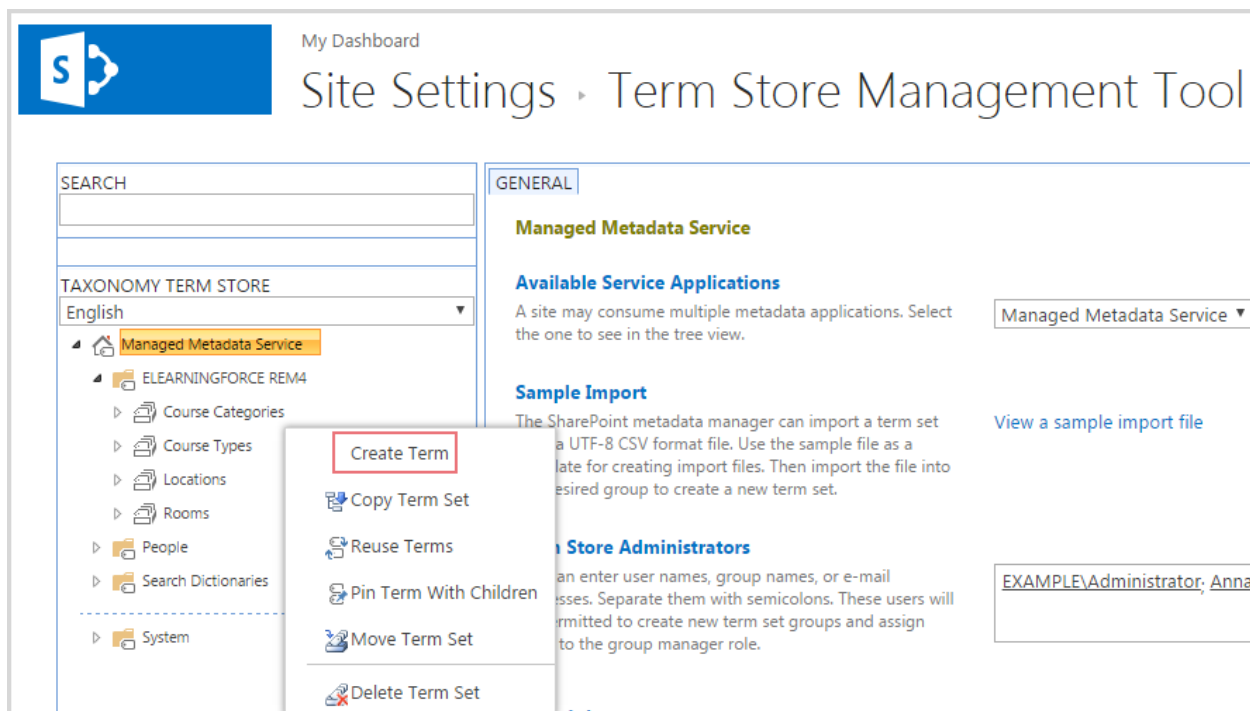 S
My Dashboard
Site Settings ▸ Term Store Management Tool
SEARCH
TAXONOMY TERM STORE
English
Managed Metadata Service
ELEARNINGFORCE REM4
Course Categories
Course Types
Locations
Rooms
People
Search Dictionaries
System
Create Term
Copy Term Set
Reuse Terms
Pin Term With Children
Move Term Set
Delete Term Set
GENERAL
Managed Metadata Service
Available Service Applications
A site may consume multiple metadata applications. Select
the one to see in the tree view.
Managed Metadata Service
Sample Import
The SharePoint metadata manager can import a term set
a UTF-8 CSV format file. Use the sample file as a
for creating import files. Then import the file into
group to create a new term set.
View a sample import file
Store Administrators
an enter user names, group names, or e-mail
Separate them with semicolons. These users will
to create new term set groups and assign
to the group manager role.
EXAMPLE\Administrator; Anna